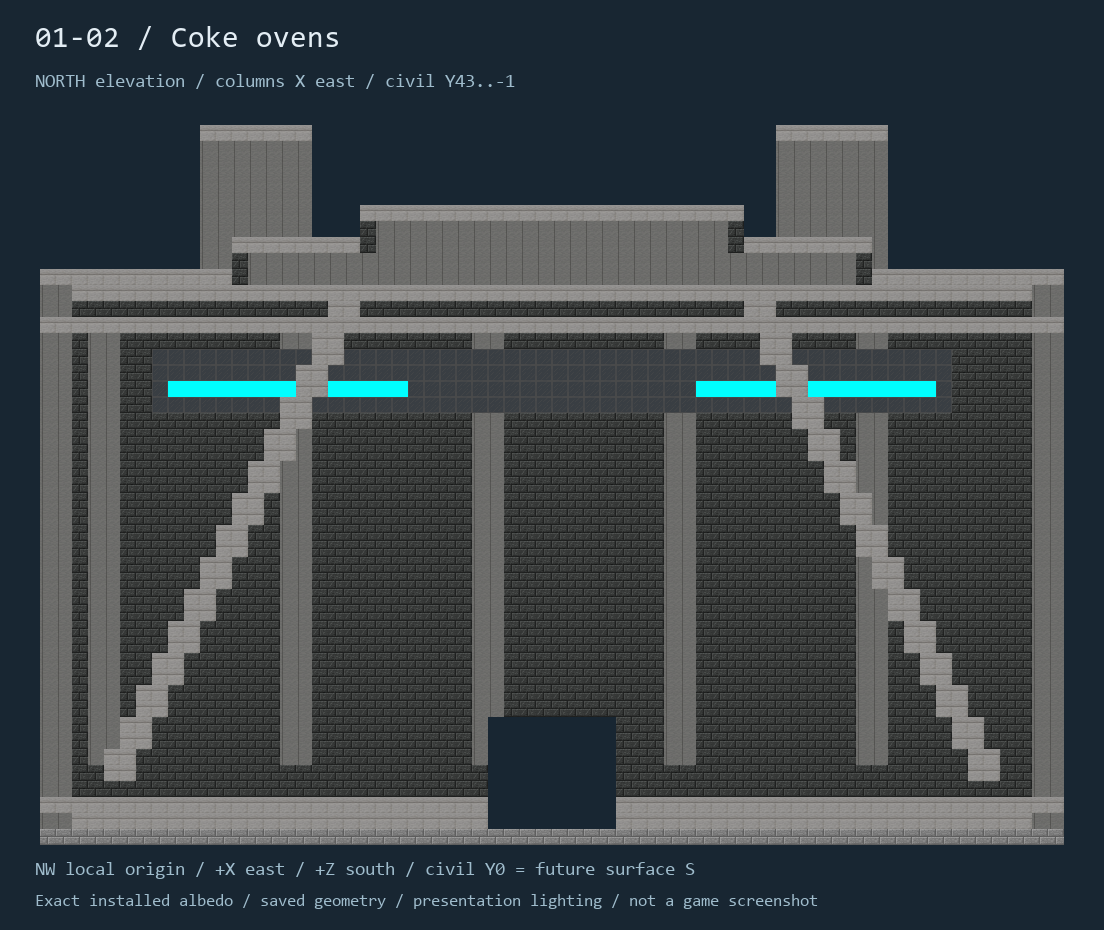 01-02 / Coke ovens
NORTH elevation / columns X east / civil Y43..-1
NW local origin / +X east / +Z south / civil Y0 = future surface S
Exact installed albedo / saved geometry / presentation lighting / not a game screenshot